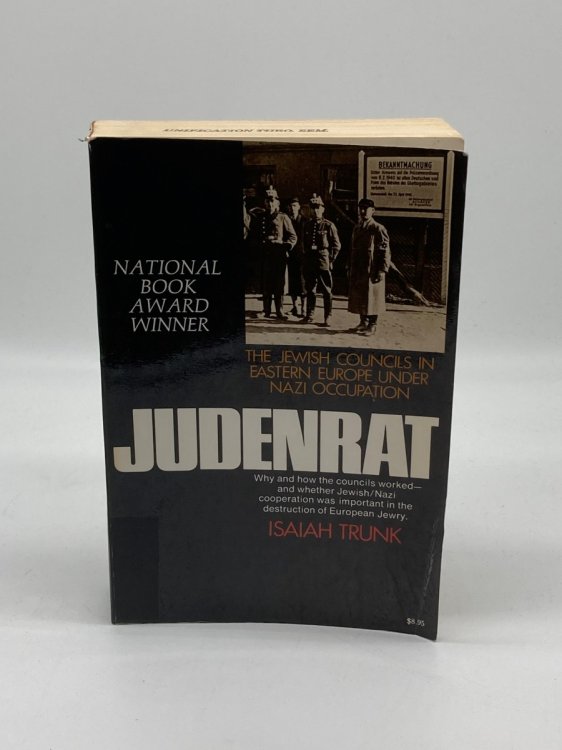 BEKANNTMACHUNG
NATIONAL
BOOK
AWARD
WINNER
THE JEWISH COUNCILS IN
EASTERN EUROPE UNDER
NAZI OCCUPATION
JUDENRAT
Why and how the councils worked—
and whether Jewish/Nazi
cooperation was important in the
destruction of European Jewry.
ISAIAH TRUNK
$8.95